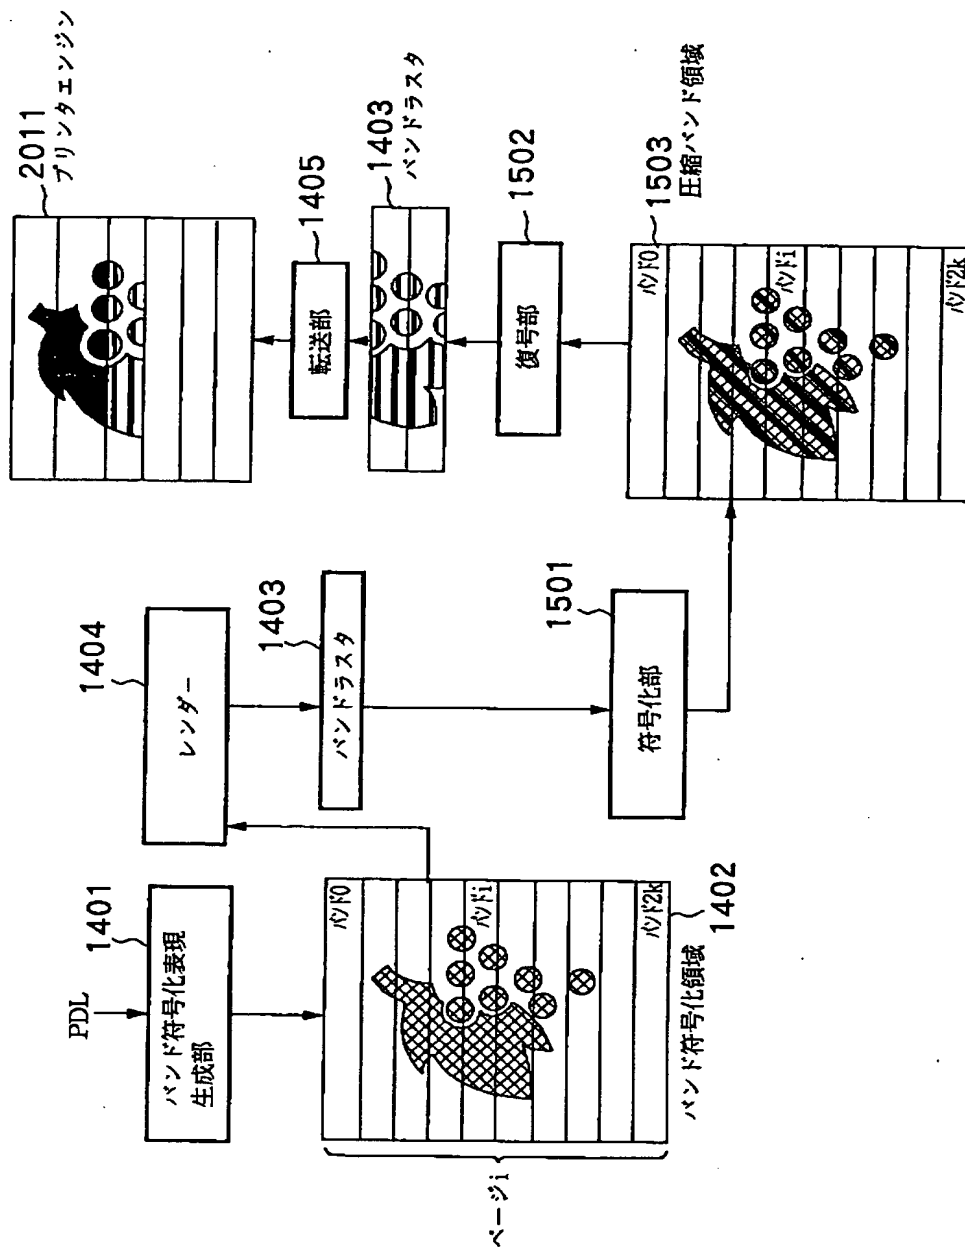 PDL
1401
バンド符号化表現
生成部
ページi
バンド0
バンドi
バンド2k
1402
バンド符号化領域
1404
レンダー
1403
バンドラスタ
1501
符号化部
1503
圧縮バンド領域
バンド0
バンドi
バンド2k
1502
復号部
1403
バンドラスタ
1405
転送部
2011
プリンタエンジン